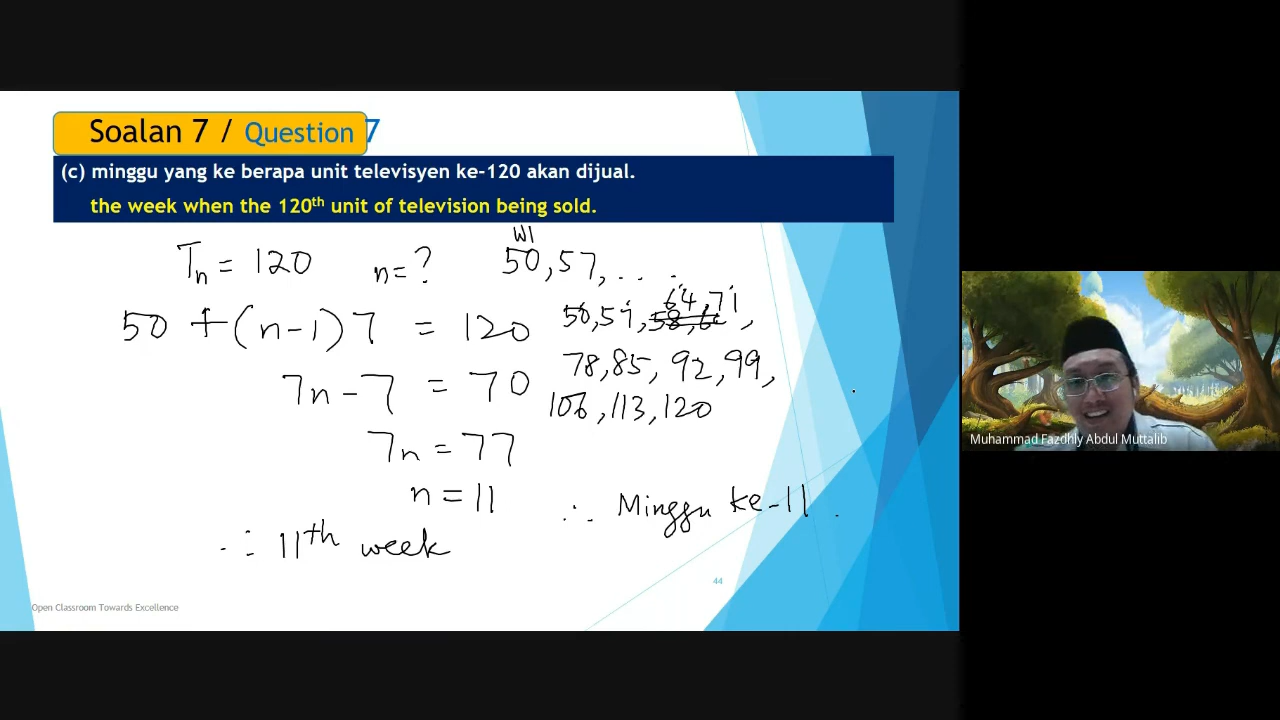 Soalan 7 / Question 7
(c) minggu yang ke berapa unit televisyen ke-120 akan dijual.
the week when the 120th unit of television being sold.
Tn = 120 n = ?
W1
50, 57, ....
50 + (n-1) 7 = 120
7n - 7 = 70
7n = 77
n = 11
∴ 11th week
64, 71,
50, 57,
78, 85, 92, 99,
106, 113, 120
∴ Minggu ke-11.
44
Open Classroom Towards Excellence
Muhammad Fazdhly Abdul Muttalib